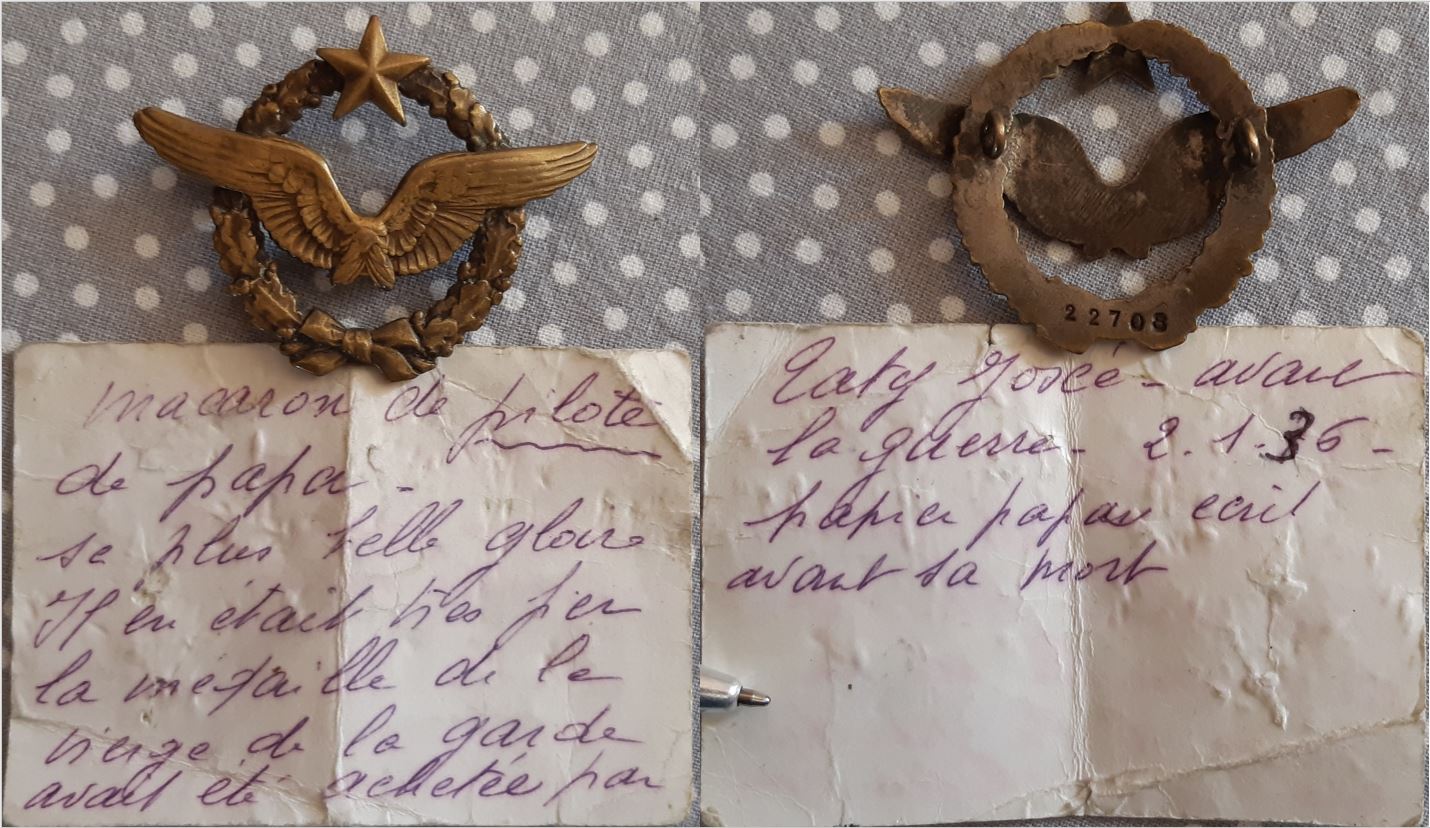 macaron de pilote
de papa -
sa plus belle gloire
Il en était très fier
la médaille de la
vierge de la garde
avait été achetée par
22708
Taty Josée - avant
la guerre - 2.1.36 -
papier papa écrit
avant sa mort